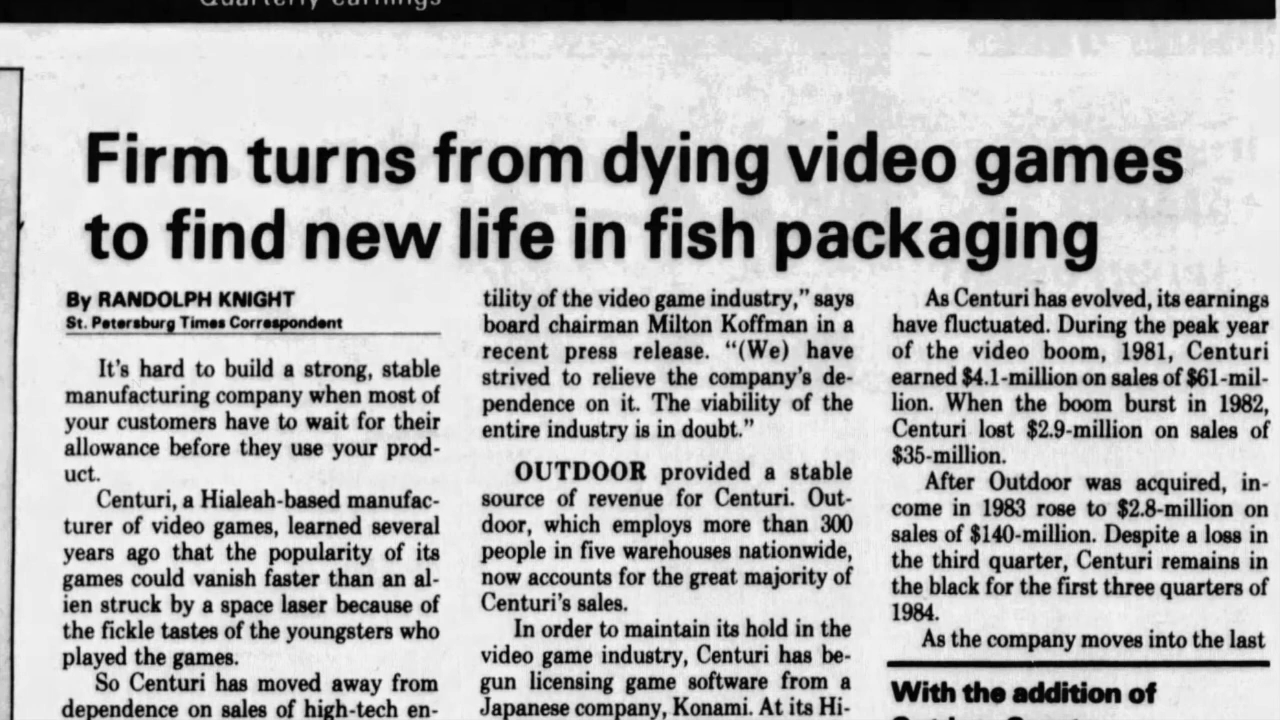 Quarterly earnings
Firm turns from dying video games
to find new life in fish packaging
By RANDOLPH KNIGHT
St. Petersburg Times Correspondent
It's hard to build a strong, stable
manufacturing company when most of
your customers have to wait for their
allowance before they use your prod-
uct.
Centuri, a Hialeah-based manufac-
turer of video games, learned several
years ago that the popularity of its
games could vanish faster than an al-
ien struck by a space laser because of
the fickle tastes of the youngsters who
played the games.
So Centuri has moved away from
dependence on sales of high-tech en-
tility of the video game industry," says
board chairman Milton Koffman in a
recent press release. "(We) have
strived to relieve the company's de-
pendence on it. The viability of the
entire industry is in doubt."
OUTDOOR provided a stable
source of revenue for Centuri. Out-
door, which employs more than 300
people in five warehouses nationwide,
now accounts for the great majority of
Centuri's sales.
In order to maintain its hold in the
video game industry, Centuri has be-
gun licensing game software from a
Japanese company, Konami. At its Hi-
As Centuri has evolved, its earnings
have fluctuated. During the peak year
of the video boom, 1981, Centuri
earned $4.1-million on sales of $61-mil-
lion. When the boom burst in 1982,
Centuri lost $2.9-million on sales of
$35-million.
After Outdoor was acquired, in-
come in 1983 rose to $2.8-million on
sales of $140-million. Despite a loss in
the third quarter, Centuri remains in
the black for the first three quarters of
1984.
As the company moves into the last
With the addition of